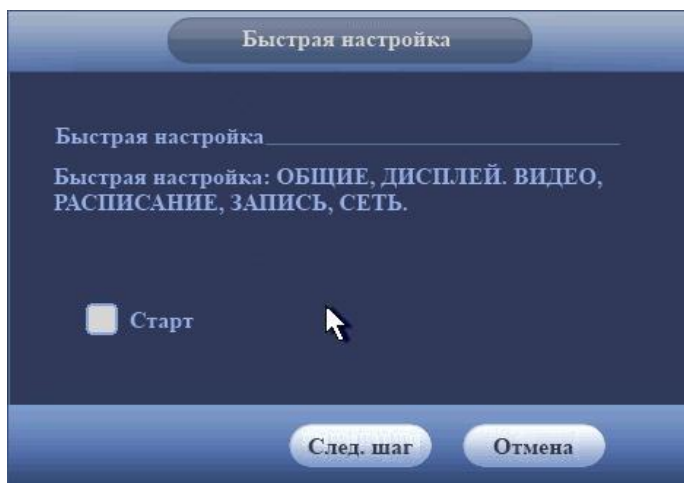 Быстрая настройка
Быстрая настройка
Быстрая настройка: ОБЩИЕ, ДИСПЛЕЙ. ВИДЕО,
РАСПИСАНИЕ, ЗАПИСЬ, СЕТЬ.
Старт
След. шаг
Отмена